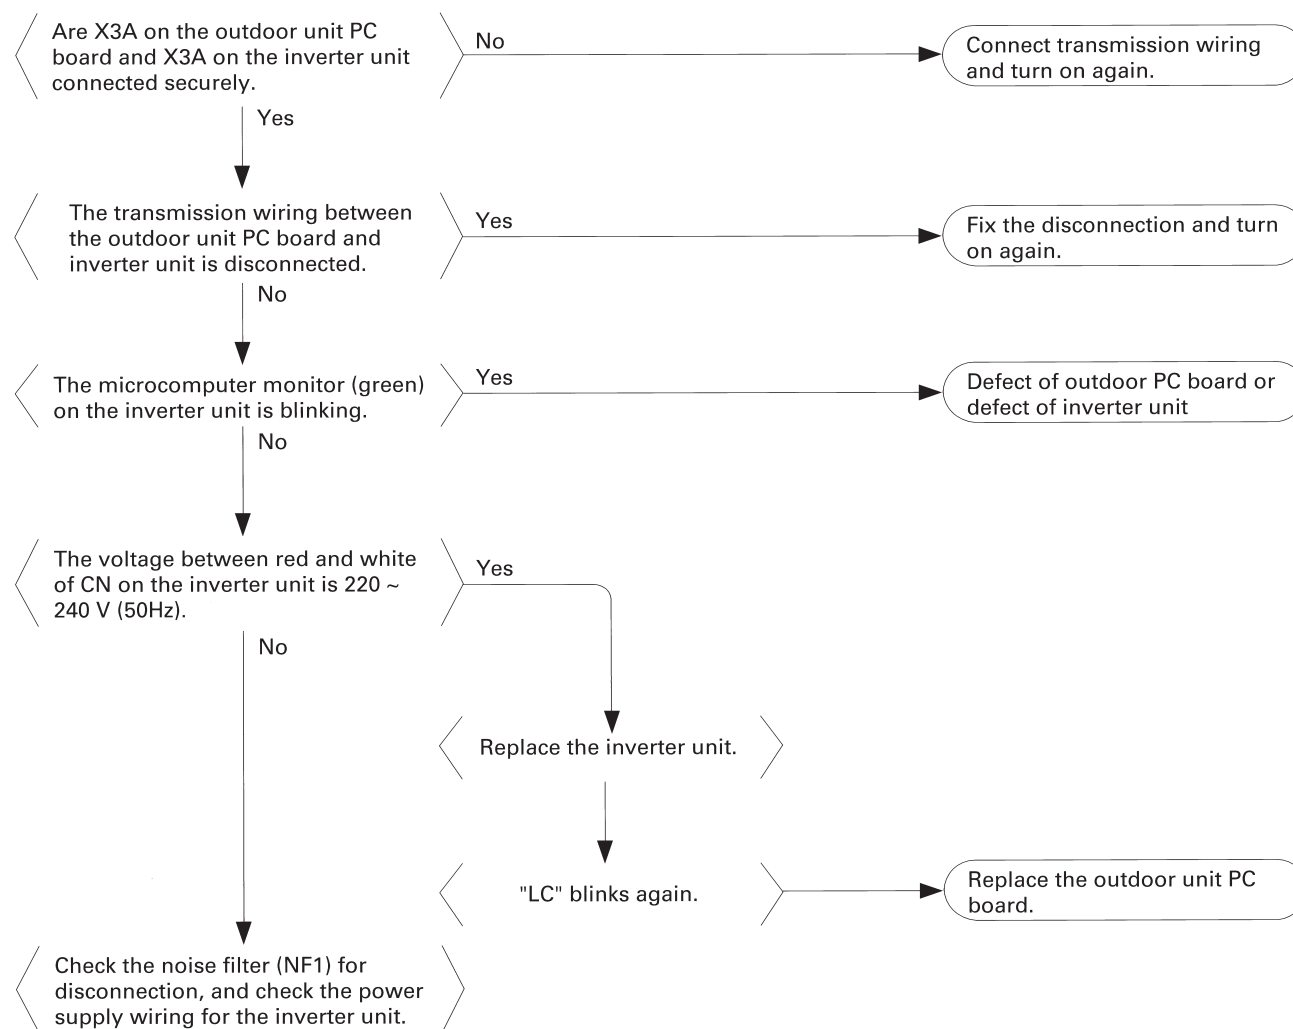 Are X3A on the outdoor unit PC
board and X3A on the inverter unit
connected securely.
No
Connect transmission wiring
and turn on again.
Yes
The transmission wiring between
the outdoor unit PC board and
inverter unit is disconnected.
Yes
Fix the disconnection and turn
on again.
No
The microcomputer monitor (green)
on the inverter unit is blinking.
Yes
Defect of outdoor PC board or
defect of inverter unit
No
The voltage between red and white
of CN on the inverter unit is 220 ~
240 V (50Hz).
Yes
No
Replace the inverter unit.
"LC" blinks again.
Replace the outdoor unit PC
board.
Check the noise filter (NF1) for
disconnection, and check the power
supply wiring for the inverter unit.